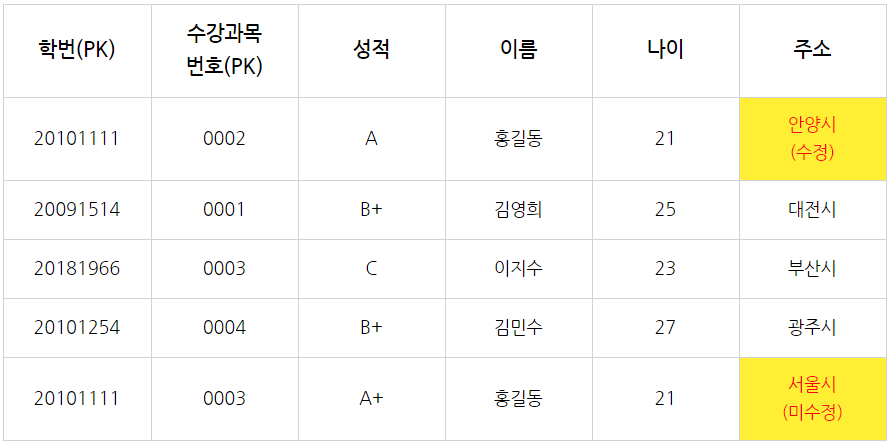 학번(PK) 수강과목 번호(PK) 성적 이름 나이 주소
20101111 0002 A 홍길동 21 안양시 (수정)
20091514 0001 B+ 김영희 25 대전시
20181966 0003 C 이지수 23 부산시
20101254 0004 B+ 김민수 27 광주시
20101111 0003 A+ 홍길동 21 서울시 (미수정)